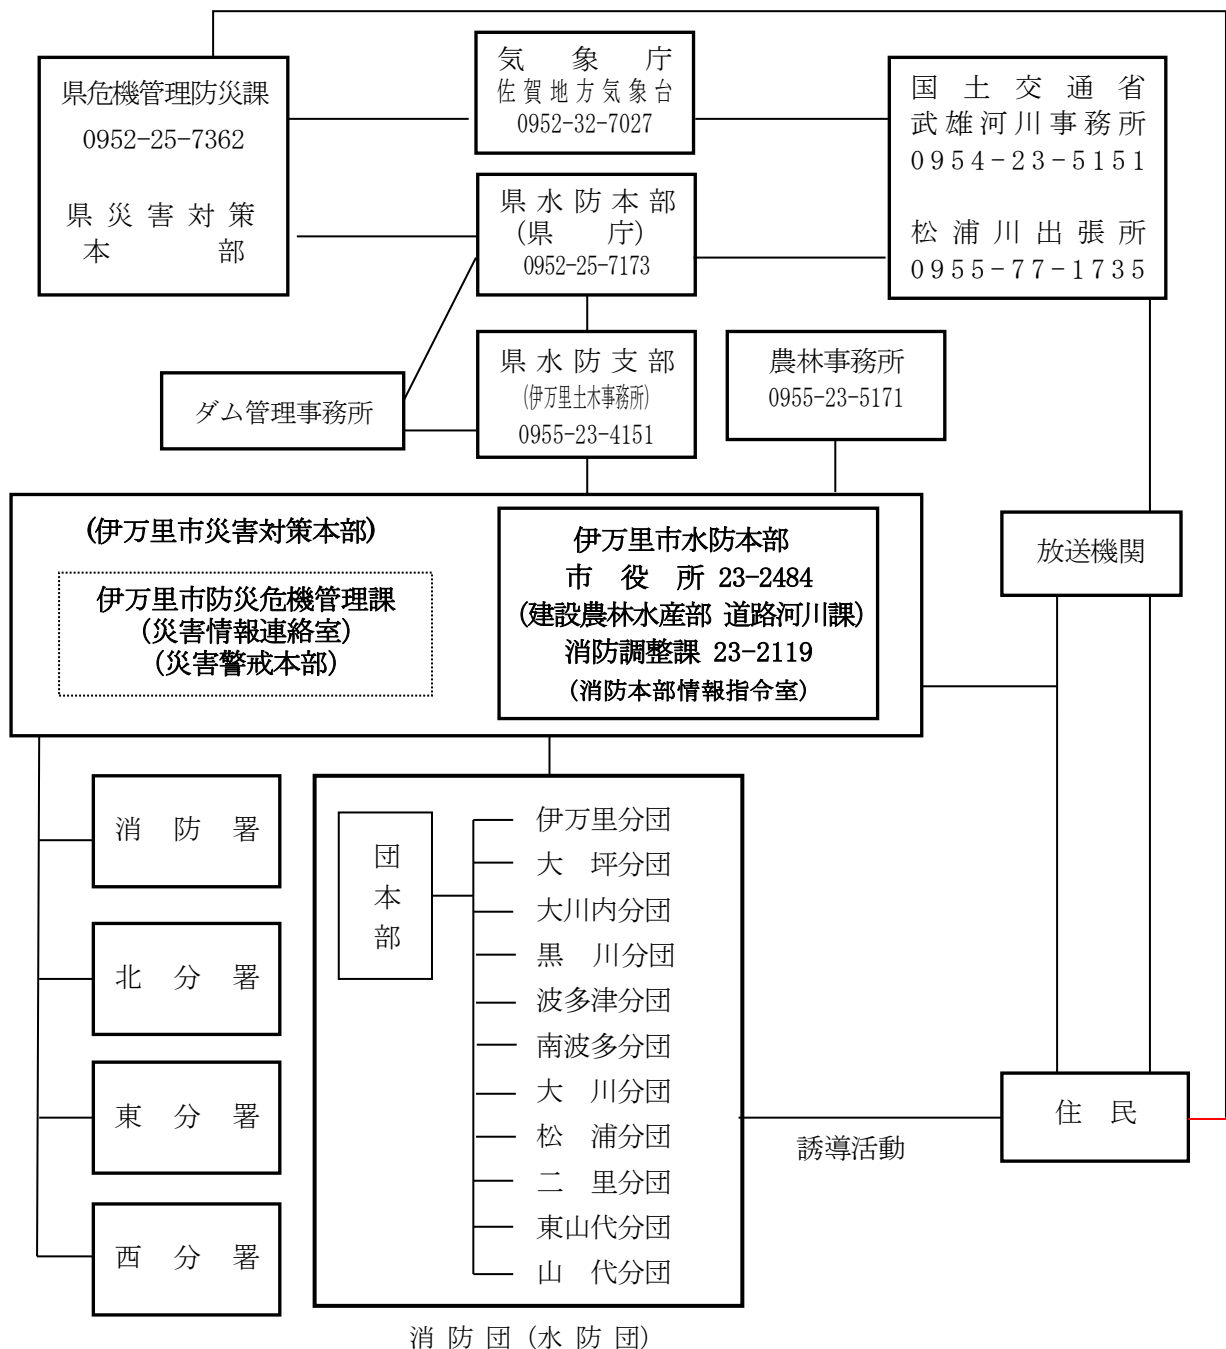 県危機管理防災課
0952-25-7362
県災害対策
本部
気象庁
佐賀地方気象台
0952-32-7027
国土交通省
武雄河川事務所
0954-23-5151
松浦川出張所
0955-77-1735
県水防本部
(県庁)
0952-25-7173
県水防支部
(伊万里土木事務所)
0955-23-4151
農林事務所
0955-23-5171
ダム管理事務所
(伊万里市災害対策本部)
伊万里市防災危機管理課
(災害情報連絡室)
(災害警戒本部)
伊万里市水防本部
市役所 23-2484
(建設農林水産部 道路河川課)
消防調整課 23-2119
(消防本部情報指令室)
放送機関
消防署
北分署
東分署
西分署
団本部
伊万里分団
大坪分団
大川内分団
黒川分団
波多津分団
南波多分団
大川分団
松浦分団
二里分団
東山代分団
山代分団
誘導活動
住民
消防団(水防団)